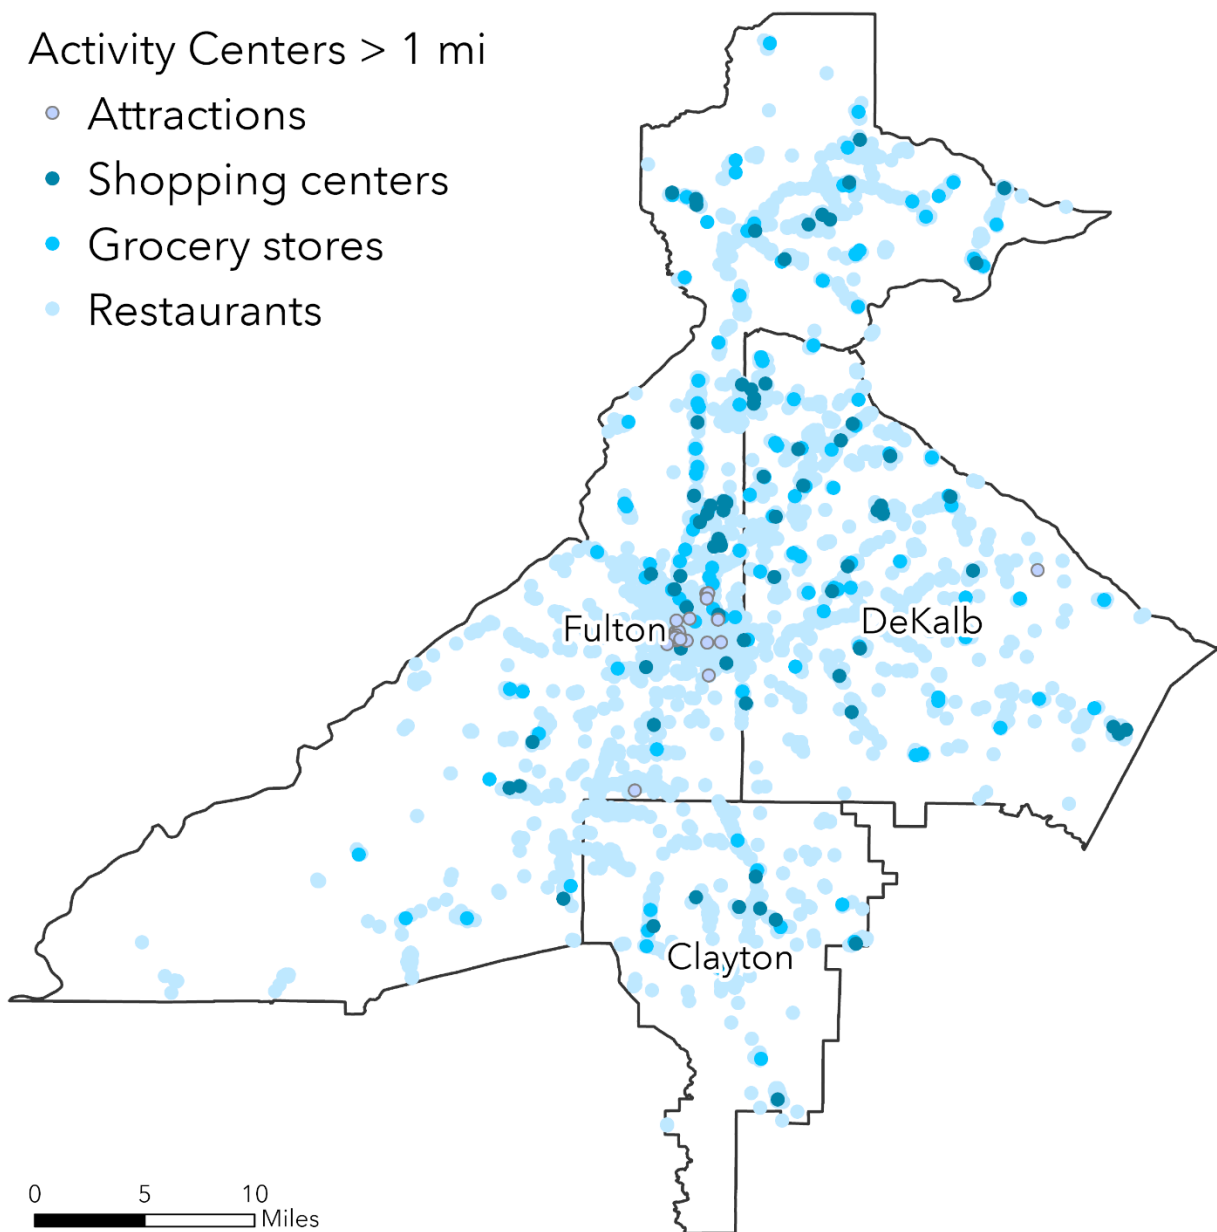 Activity Centers > 1 mi
Attractions
Shopping centers
Grocery stores
Restaurants
Fulton
DeKalb
Clayton
0 5 10
Miles